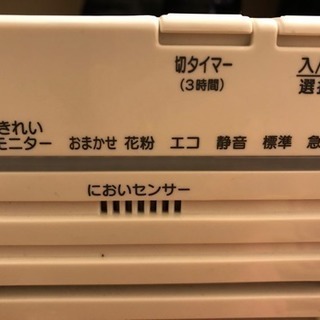 切タイマー
(3時間)
入/
選
きれい
モニター
おまかせ 花粉 エコ 静音 標準 急
においセンサー